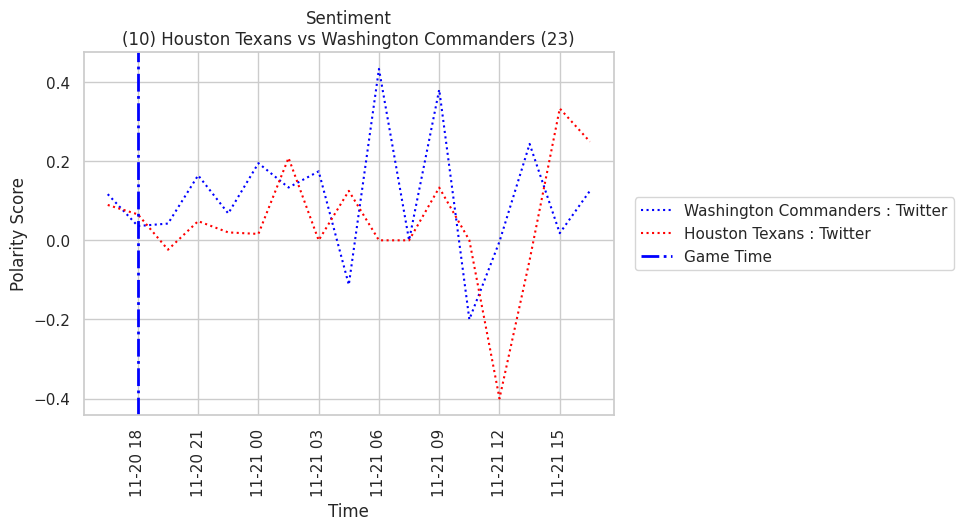 Sentiment
(10) Houston Texans vs Washington Commanders (23)
Polarity Score
0.4
0.2
0.0
−0.2
−0.4
11-20 18
11-20 21
11-21 00
11-21 03
11-21 06
11-21 09
11-21 12
11-21 15
Time
Washington Commanders : Twitter
Houston Texans : Twitter
Game Time